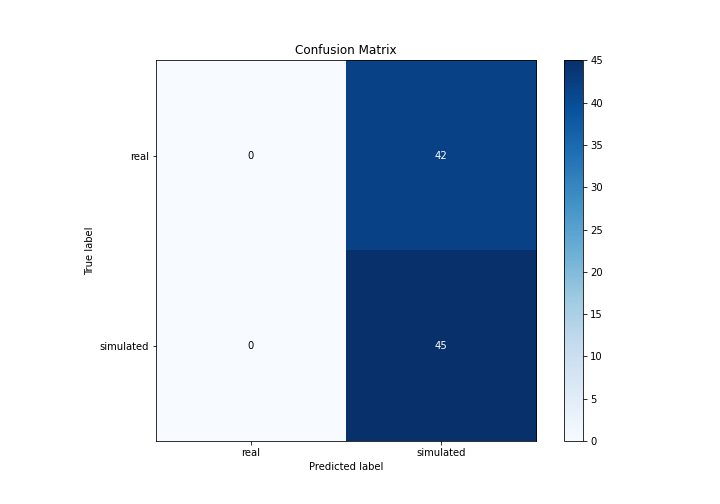 Confusion Matrix
45
40
35
30
25
20
15
10
5
0
real
0
42
True label
simulated
0
45
real
simulated
Predicted label